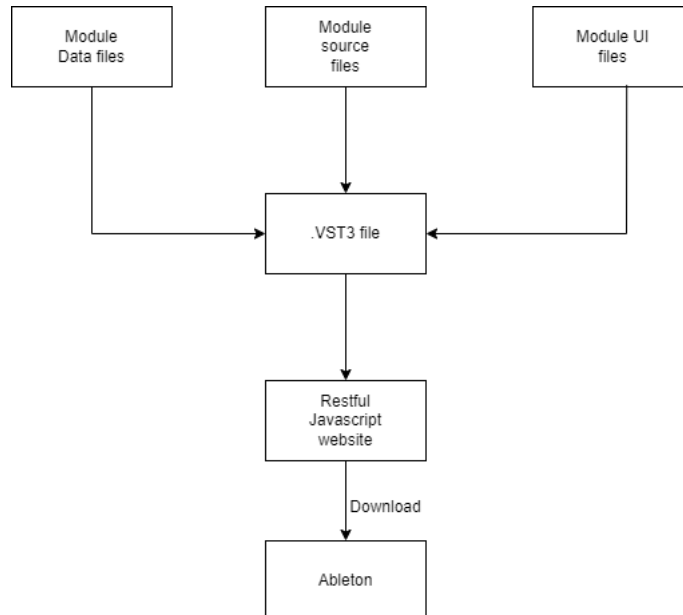 Module
Data files
Module
source
files
Module UI
files
.VST3 file
Restful
Javascript
website
Download
Ableton